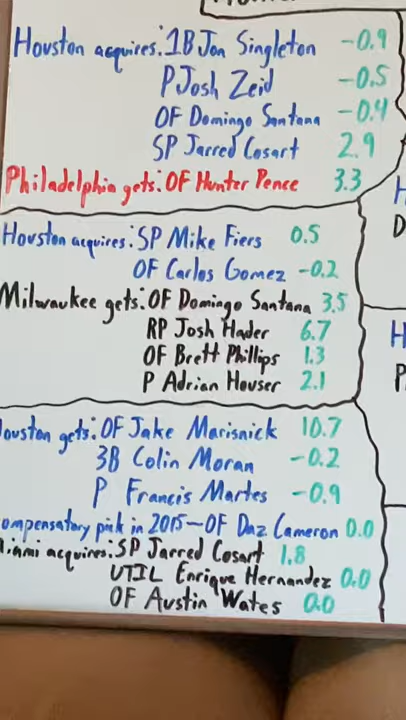 Houston acquires: 1B Jon Singleton -0.9
P Josh Zeid -0.5
OF Domingo Santana -0.4
SP Jarred Cosart 2.9
Philadelphia gets: OF Hunter Pence 3.3
Houston acquires: SP Mike Fiers 0.5
OF Carlos Gomez -0.2
Milwaukee gets: OF Domingo Santana 3.5
RP Josh Hader 6.7
OF Brett Phillips 1.3
P Adrian Houser 2.1
ouston gets: OF Jake Marisnick 10.7
3B Colin Moran -0.2
P Francis Martes -0.9
ompensatory pick in 2015-OF Daz Cameron 0.0
iami acquires: SP Jarred Cosart 1.8
UTIL Enrique Hernandez 0.0
OF Austin Wates 0.0
H
D
H
P